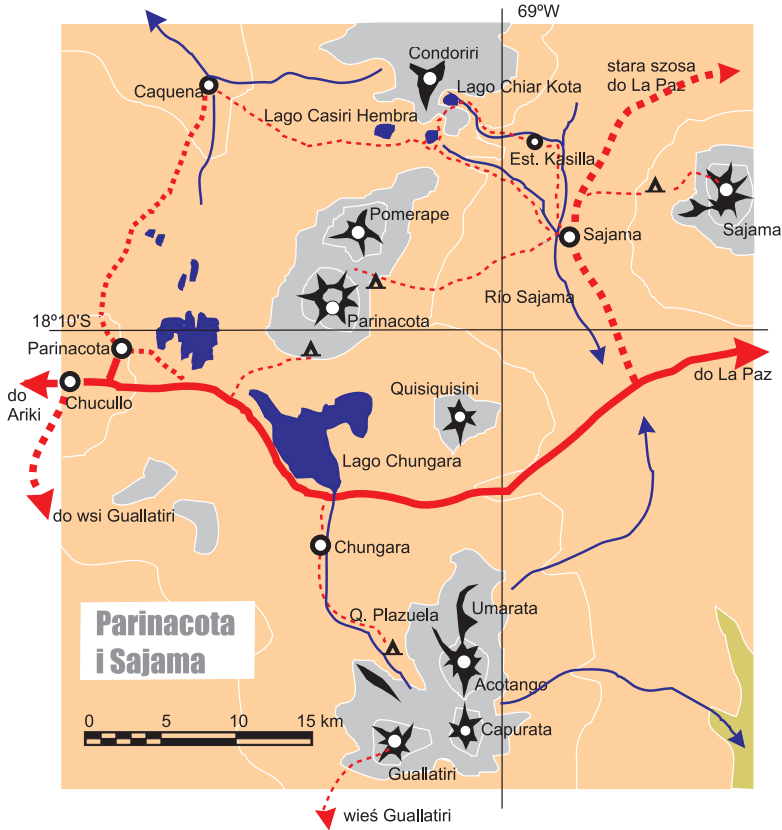 69ºW
Condoriri
stara szosa
do La Paz
Caquena
Lago Chiar Kota
Lago Casiri Hembra
Est. Kasilla
Pomerape
Sajama
Sajama
Río Sajama
Parinacota
18º10'S
Parinacota
do
Ariki
Chucullo
Quisiquisini
do La Paz
Lago Chungara
do wsi Guallatiri
Chungara
Q. Plazuela
Umarata
Parinacota
i Sajama
Acotango
0 5 10 15 km
Capurata
Guallatiri
wieś Guallatiri